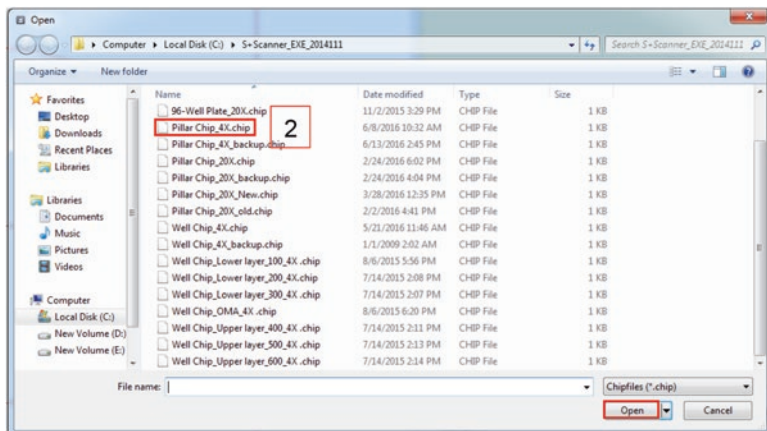 Open
Computer ▸ Local Disk (C:) ▸ S+Scanner_EXE_2014111
Search S+Scanner_EXE_2014111
Organize New folder
Favorites
Desktop
Downloads
Recent Places
Libraries
Libraries
Documents
Music
Pictures
Videos
Computer
Local Disk (C:)
New Volume (D:)
New Volume (E:)
Name Date modified Type Size
96-Well Plate_20X.chip 11/2/2015 3:29 PM CHIP File 1 KB
Pillar Chip_4X.chip 6/8/2016 10:32 AM CHIP File 1 KB
2
Pillar Chip_4X_backup.chip 6/13/2016 2:45 PM CHIP File 1 KB
Pillar Chip_20X.chip 2/24/2016 6:02 PM CHIP File 1 KB
Pillar Chip_20X_backup.chip 2/24/2016 4:04 PM CHIP File 1 KB
Pillar Chip_20X_New.chip 3/28/2016 12:35 PM CHIP File 1 KB
Pillar Chip_20X_old.chip 2/2/2016 4:41 PM CHIP File 1 KB
Well Chip_4X.chip 5/21/2016 11:46 AM CHIP File 1 KB
Well Chip_4X_backup.chip 1/1/2009 2:02 AM CHIP File 1 KB
Well Chip_Lower layer_100_4X .chip 8/6/2015 5:56 PM CHIP File 1 KB
Well Chip_Lower layer_200_4X.chip 7/14/2015 2:08 PM CHIP File 1 KB
Well Chip_Lower layer_300_4X .chip 7/14/2015 2:07 PM CHIP File 1 KB
Well Chip_OMA_4X .chip 8/6/2015 6:20 PM CHIP File 1 KB
Well Chip_Upper layer_400_4X .chip 7/14/2015 2:11 PM CHIP File 1 KB
Well Chip_Upper layer_500_4X .chip 7/14/2015 2:13 PM CHIP File 1 KB
Well Chip_Upper layer_600_4X .chip 7/14/2015 2:14 PM CHIP File 1 KB
File name: Chipfiles (*.chip)
Open Cancel